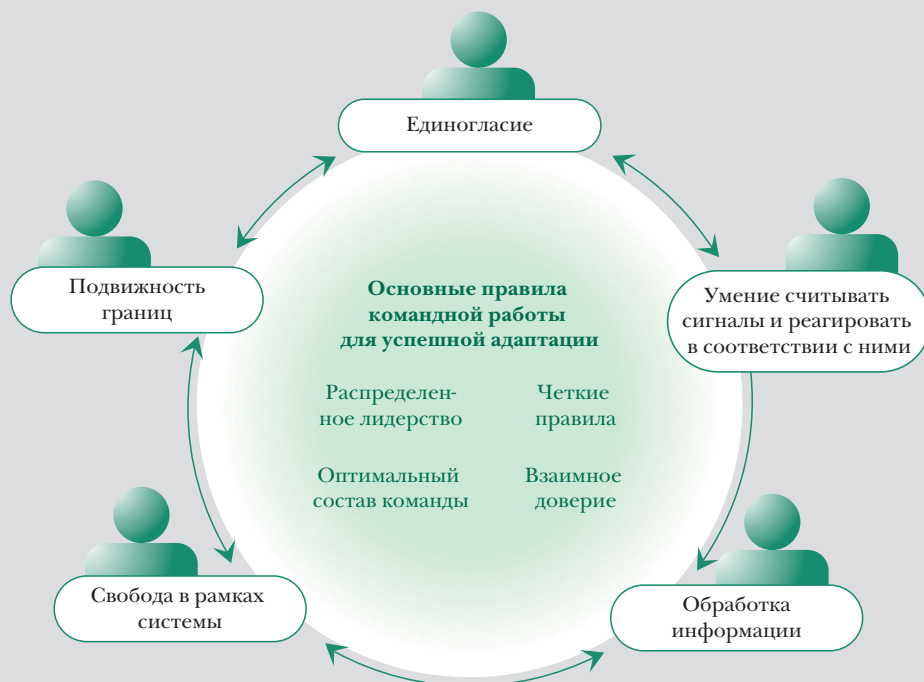 Единогласие
Подвижность
границ
Умение считывать
сигналы и реагировать
в соответствии с ними
Основные правила
командной работы
для успешной адаптации
Распределен-
ное лидерство
Четкие
правила
Оптимальный
состав команды
Взаимное
доверие
Свобода в рамках
системы
Обработка
информации